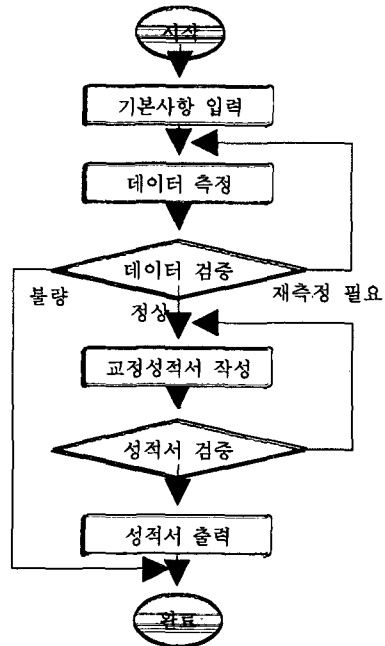 시작
기본사항 입력
데이터 측정
데이터 검증
불량
재측정 필요
정상
교정성적서 작성
성적서 검증
성적서 출력
완료